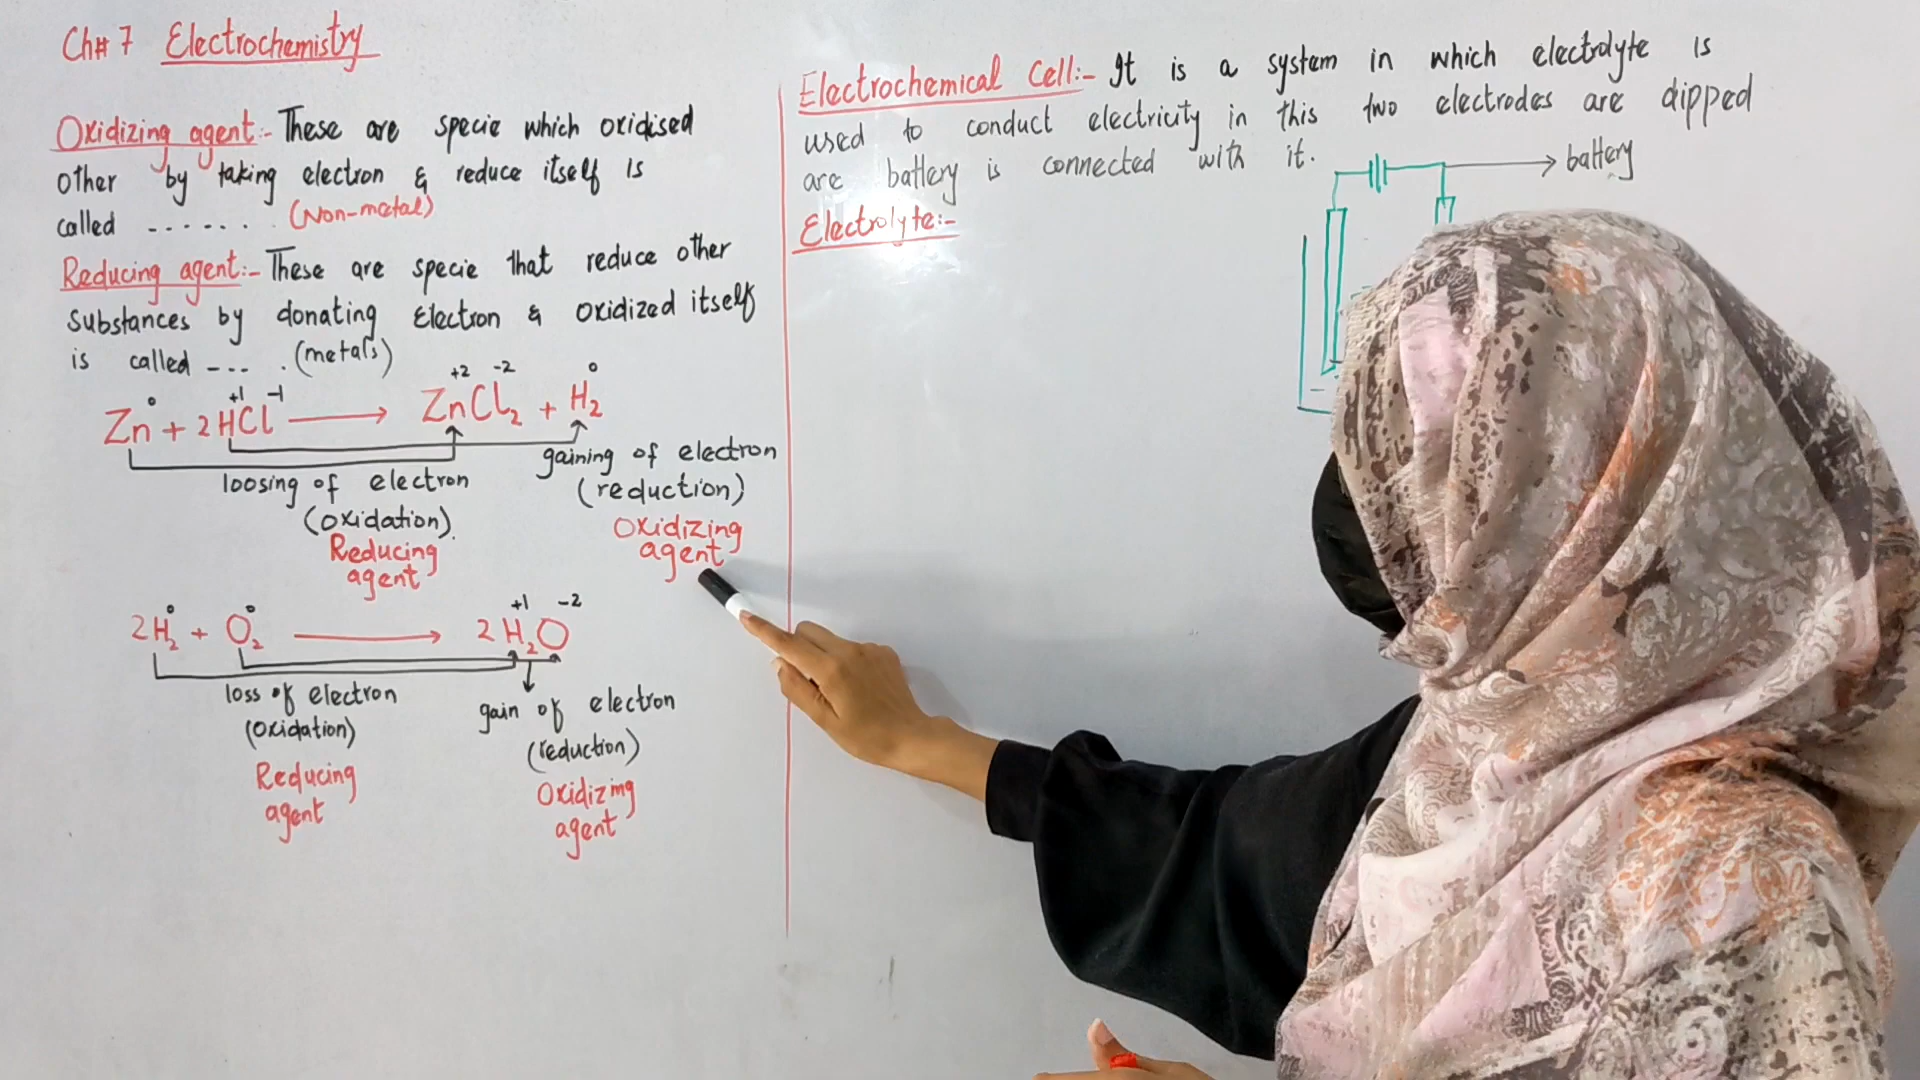 Ch# 7 Electrochemistry
Oxidizing agent:- These are specie which oxidised
other by taking electron & reduce itself is
called ....... (Non-metal)
Reducing agent:- These are specie that reduce other
Substances by donating Electron & Oxidized itself
is called --- . (metals)
0 +1 -1 +2 -2 0
Zn + 2HCl ⟶ ZnCl₂ + H₂
loosing of electron
(oxidation).
Reducing
agent
gaining of electron
(reduction)
Oxidizing
agent
0 0 +1 -2
2H₂ + O₂ ⟶ 2H₂O
loss of electron
(Oxidation)
Reducing
agent
gain of electron
(reduction)
Oxidizing
agent
Electrochemical Cell:- It is a system in which electrolyte is
used to conduct electricity in this two electrodes are dipped
are battery is connected with it.
battery
Electrolyte:-